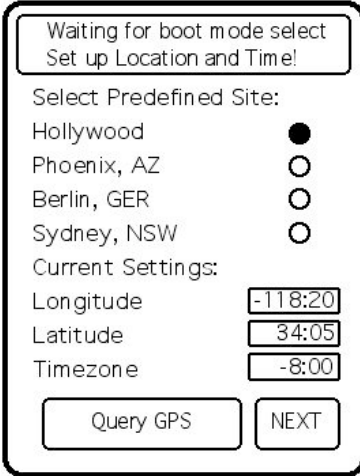 Waiting for boot mode select
Set up Location and Time!
Select Predefined Site:
Hollywood
Phoenix, AZ
Berlin, GER
Sydney, NSW
Current Settings:
Longitude -118:20
Latitude 34:05
Timezone -8:00
Query GPS NEXT